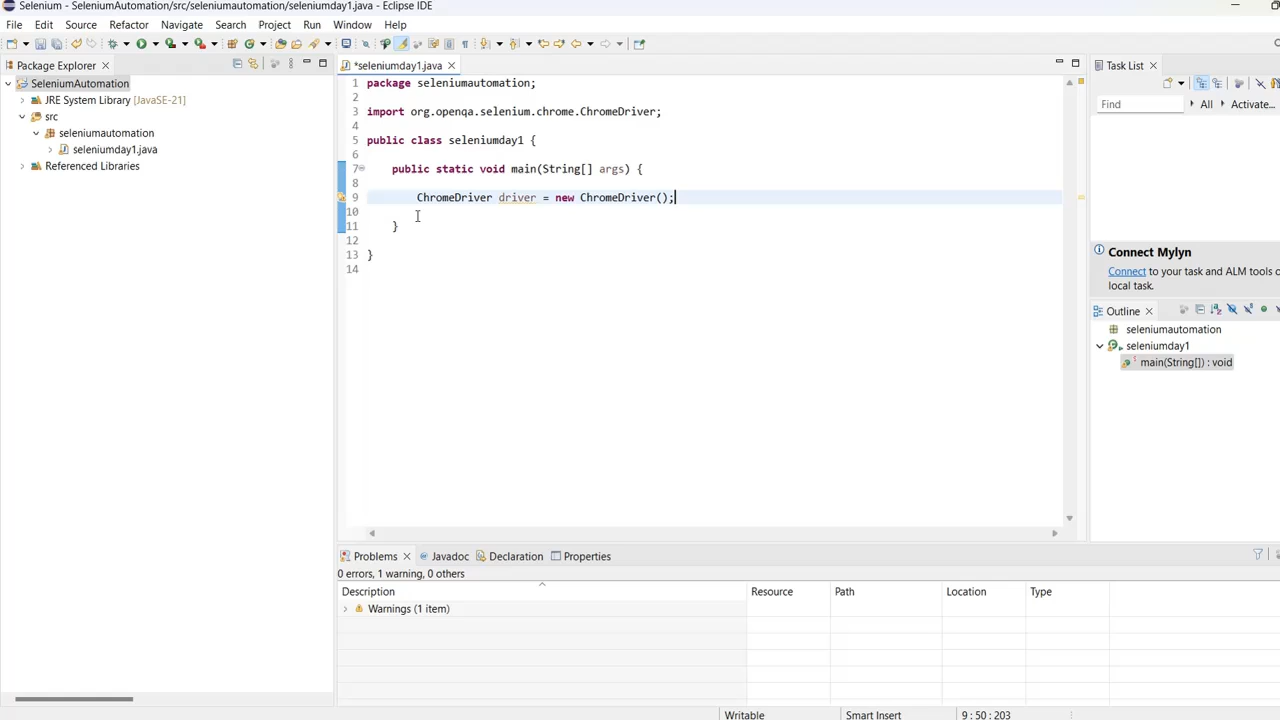 Selenium - SeleniumAutomation/src/seleniumautomation/seleniumday1.java - Eclipse IDE
File Edit Source Refactor Navigate Search Project Run Window Help
Package Explorer
SeleniumAutomation
JRE System Library [JavaSE-21]
src
seleniumautomation
seleniumday1.java
Referenced Libraries
*seleniumday1.java
1 package seleniumautomation;
2
3 import org.openqa.selenium.chrome.ChromeDriver;
4
5 public class seleniumday1 {
6
7 public static void main(String[] args) {
8
9 ChromeDriver driver = new ChromeDriver();
10
11 }
12
13 }
14
Task List
Find All Activate...
Connect Mylyn
Connect to your task and ALM tools o
local task.
Outline
seleniumautomation
seleniumday1
main(String[]) : void
Problems Javadoc Declaration Properties
0 errors, 1 warning, 0 others
Description Resource Path Location Type
Warnings (1 item)
Writable Smart Insert 9 : 50 : 203